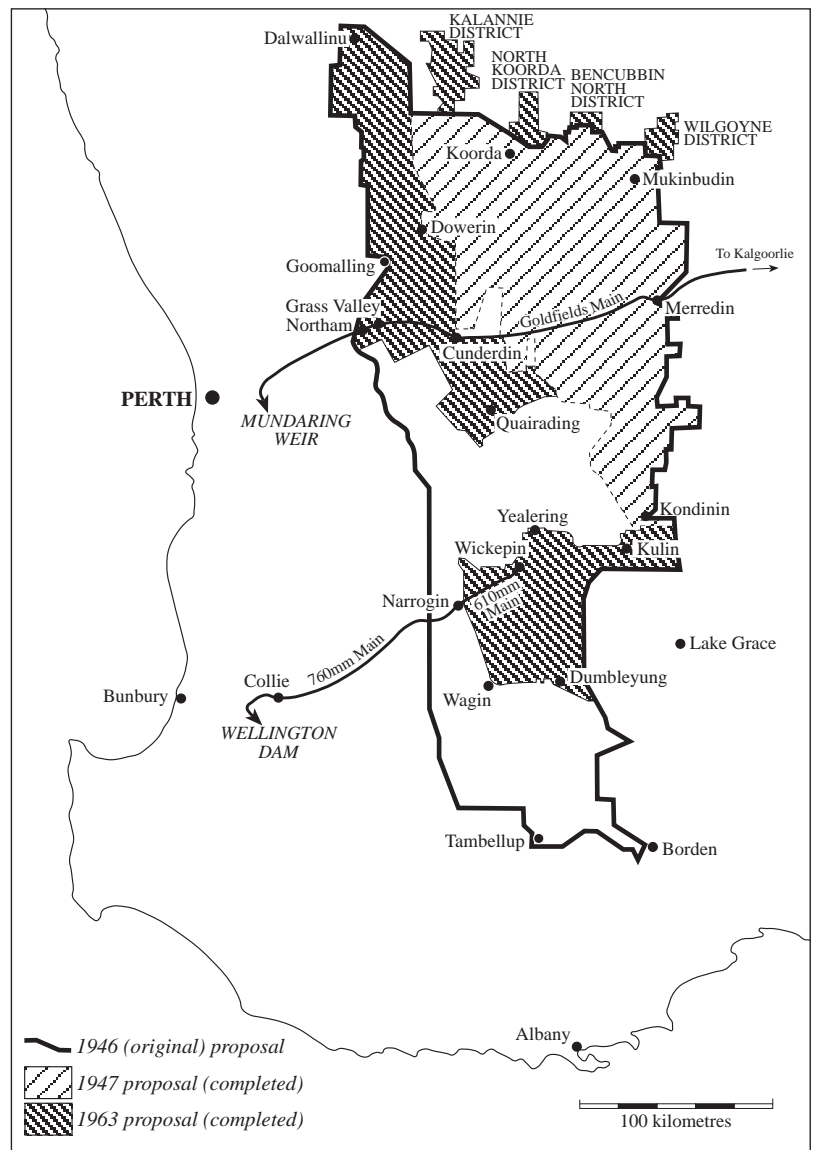 KALANNIE
DISTRICT
Dalwallinu
NORTH
KOORDA
DISTRICT
BENCUBBIN
NORTH
DISTRICT
WILGOYNE
DISTRICT
Koorda
Mukinbudin
Dowerin
To Kalgoorlie
Goomalling
Grass Valley
Northam
Goldfields Main
Merredin
Cunderdin
PERTH
MUNDARING
WEIR
Quairading
Kondinin
Yealering
Wickepin
Kulin
610mm
Main
Narrogin
760mm Main
Lake Grace
Collie
Bunbury
Wagin
Dumbleyung
WELLINGTON
DAM
Tambellup
Borden
Albany
1946 (original) proposal
1947 proposal (completed)
1963 proposal (completed)
100 kilometres